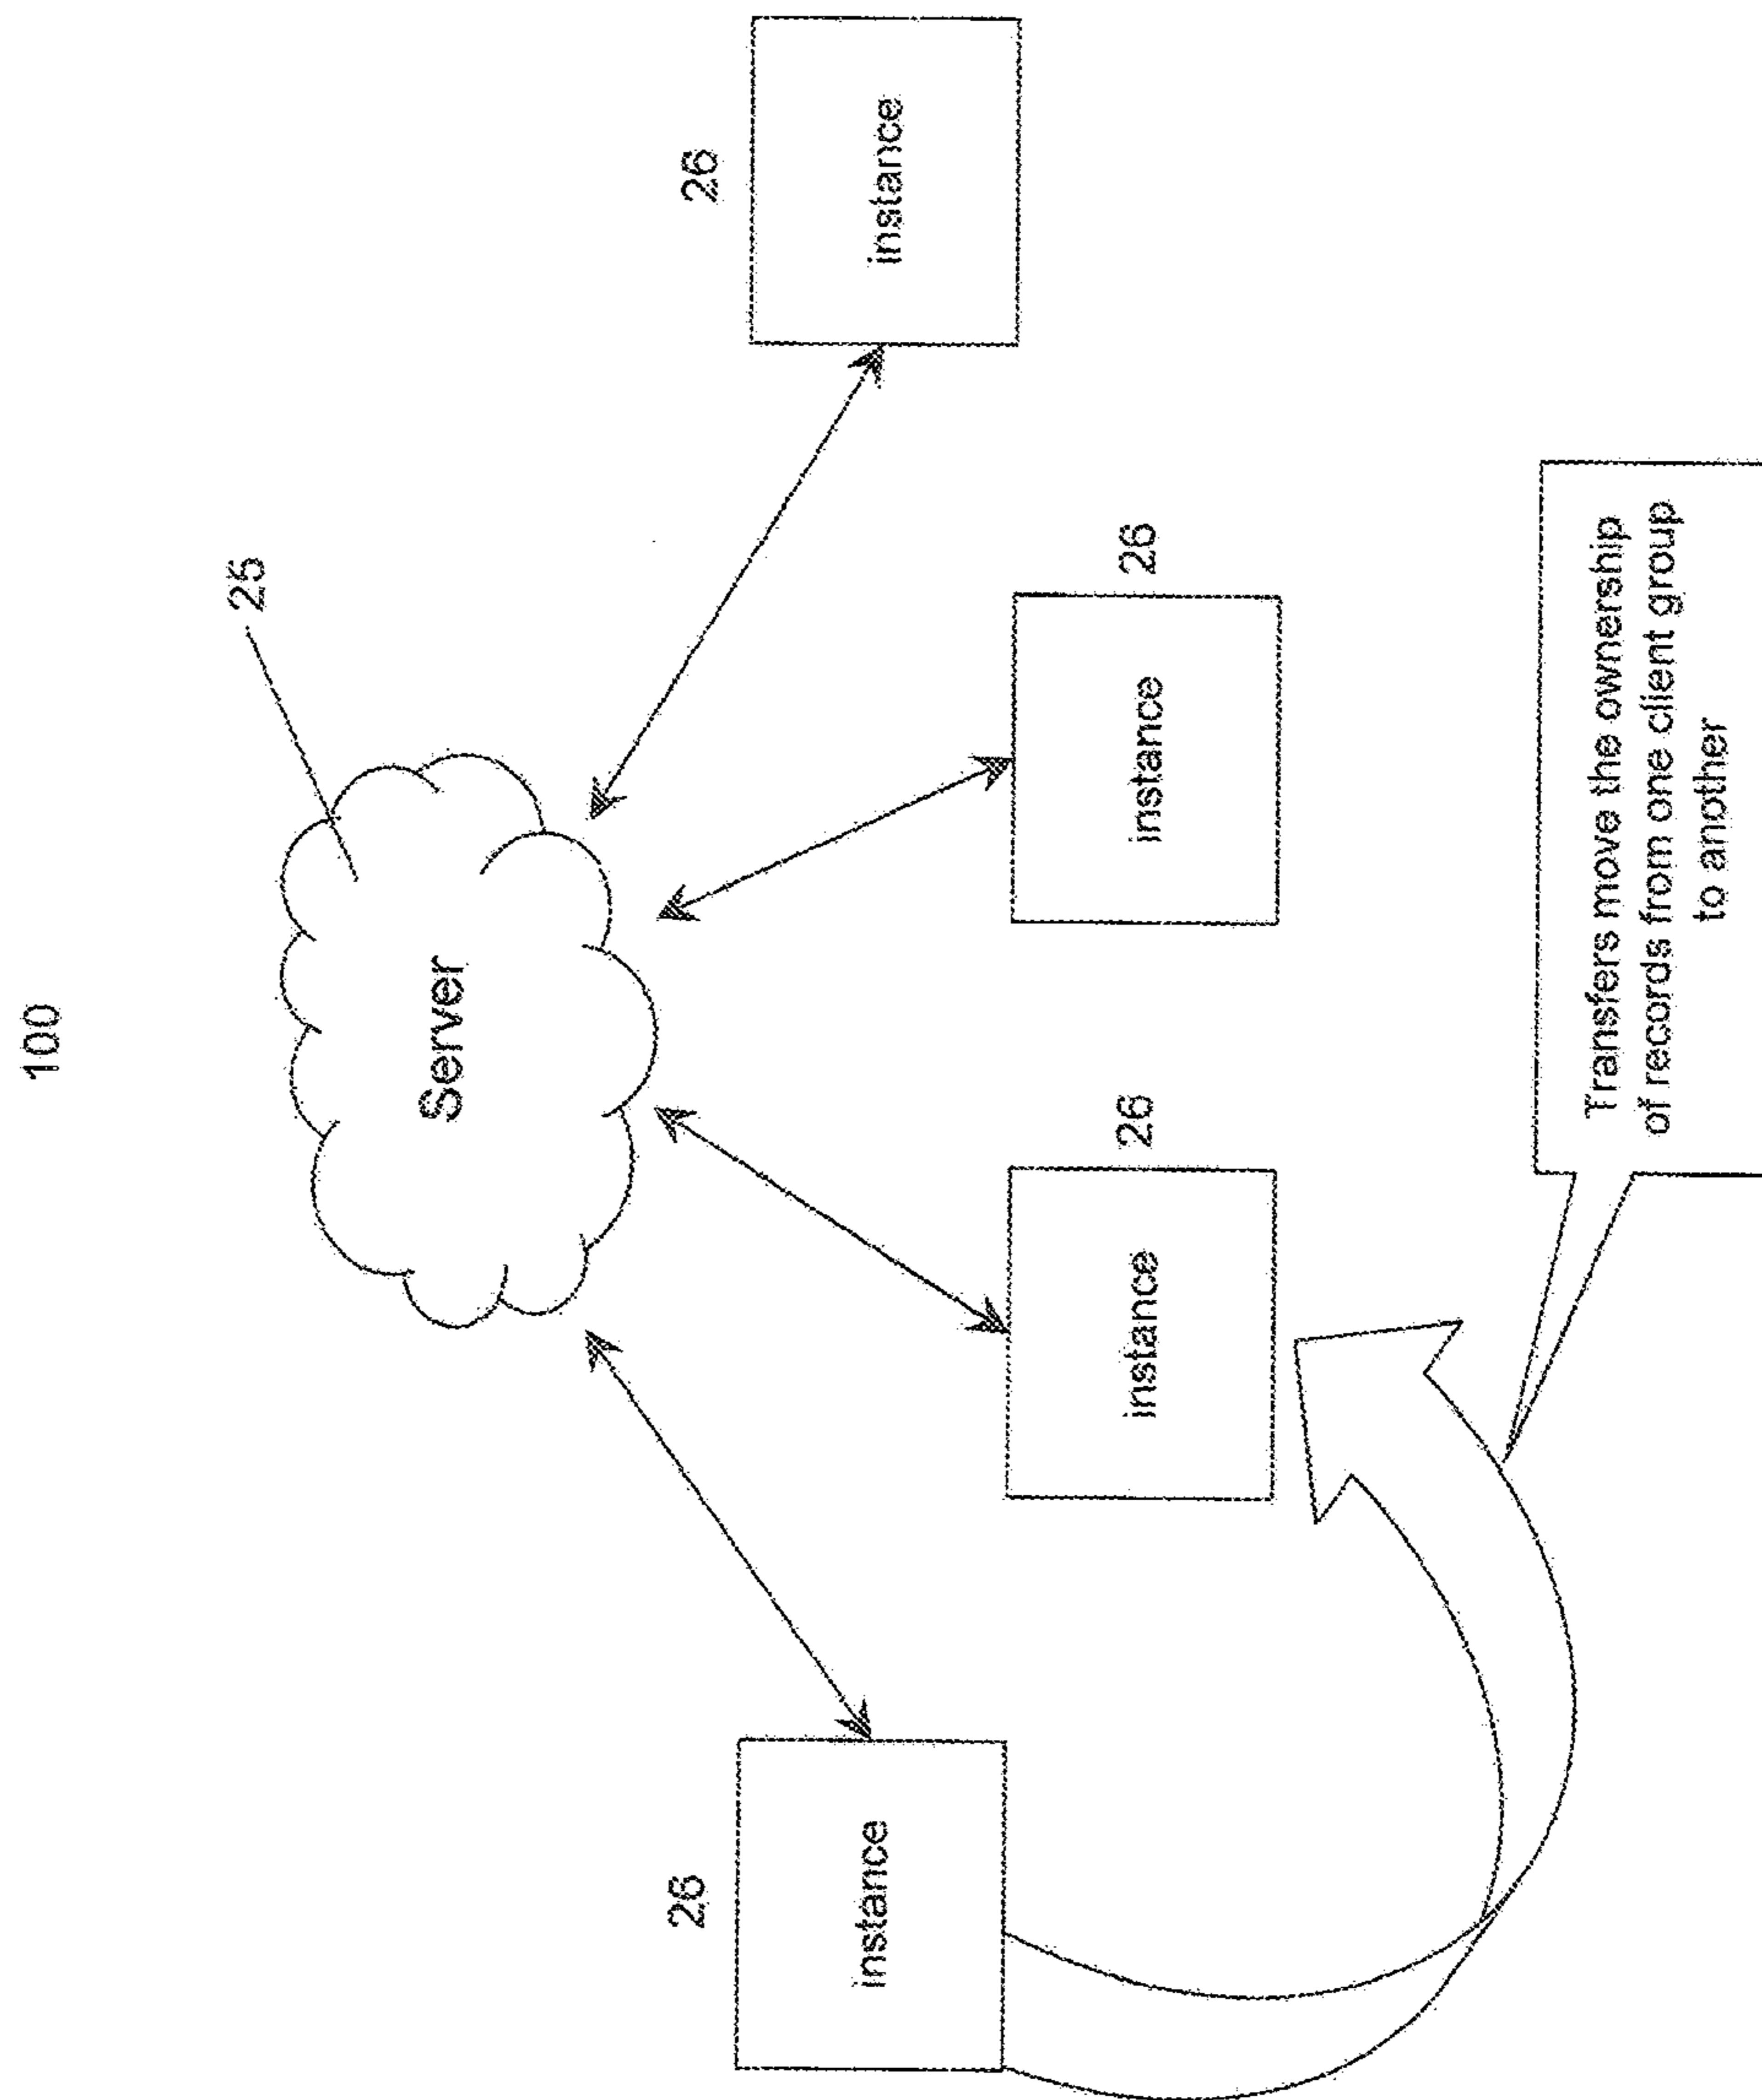 100
25
Server
26
instance
26
instance
26
instance
26
instance
Transfers move the ownership
of records from one client group
to another